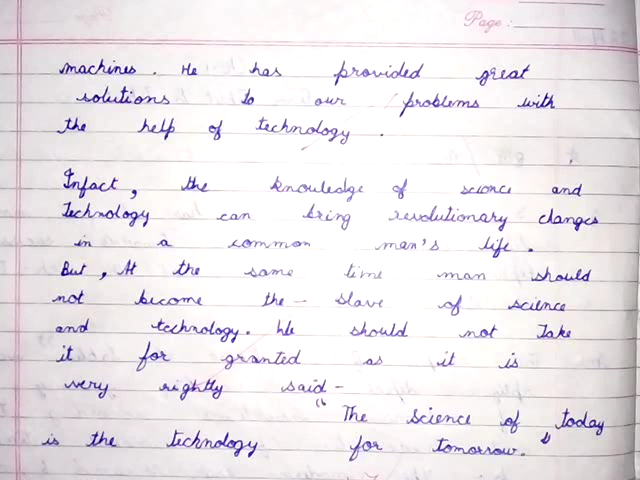 Page:
machines. He has provided great
solutions to our problems with
the help of technology.
Infact, the knowledge of science and
Technology can bring revolutionary changes
in a common man's life.
But, At the same time man should
not become the - slave of science
and technology. We should not Take
it for granted as it is
very rightly said -
"The science of today
is the technology for tomorrow."